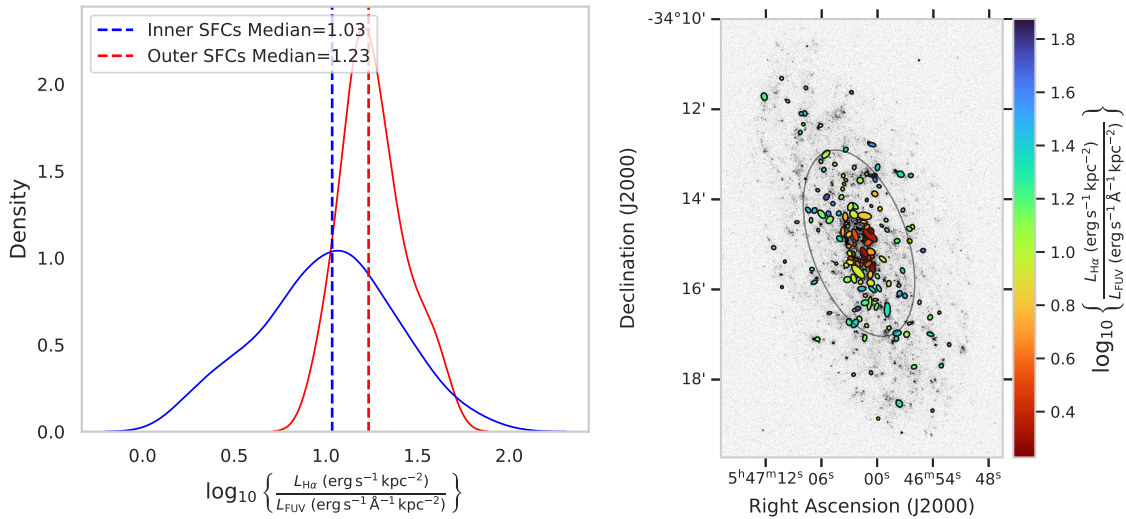 Inner SFCs Median=1.03
Outer SFCs Median=1.23
Density
2.0
1.5
1.0
0.5
0.0
0.0 0.5 1.0 1.5 2.0
log₁₀ { L_Hα (erg s⁻¹ kpc⁻²) / L_FUV (erg s⁻¹ Å⁻¹ kpc⁻²) }
Declination (J2000)
-34°10'
12'
14'
16'
18'
5ʰ47ᵐ12ˢ 06ˢ 00ˢ 46ᵐ54ˢ 48ˢ
Right Ascension (J2000)
1.8
1.6
1.4
1.2
1.0
0.8
0.6
0.4
log₁₀ { L_Hα (erg s⁻¹ kpc⁻²) / L_FUV (erg s⁻¹ Å⁻¹ kpc⁻²) }